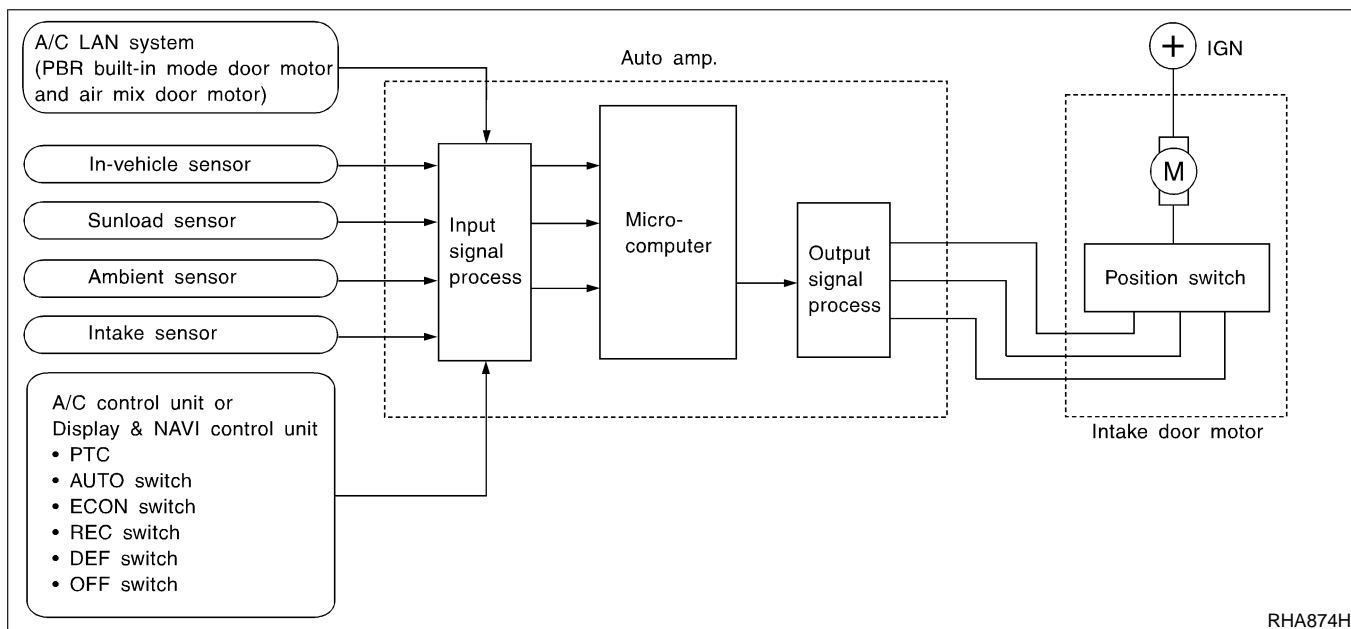 A/C LAN system
(PBR built-in mode door motor
and air mix door motor)
Auto amp.
+
IGN
In-vehicle sensor
Sunload sensor
Ambient sensor
Intake sensor
Input
signal
process
Micro-
computer
Output
signal
process
M
Position switch
Intake door motor
A/C control unit or
Display & NAVI control unit
• PTC
• AUTO switch
• ECON switch
• REC switch
• DEF switch
• OFF switch
RHA874H